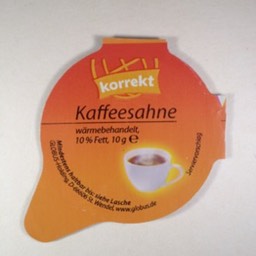 korrekt
Kaffeesahne
wärmebehandelt,
10% Fett, 10 g ℮
Mindestens haltbar bis: siehe Lasche
GLOBUS-Holding, D-66606 St. Wendel, www.globus.de
Serviervorschlag